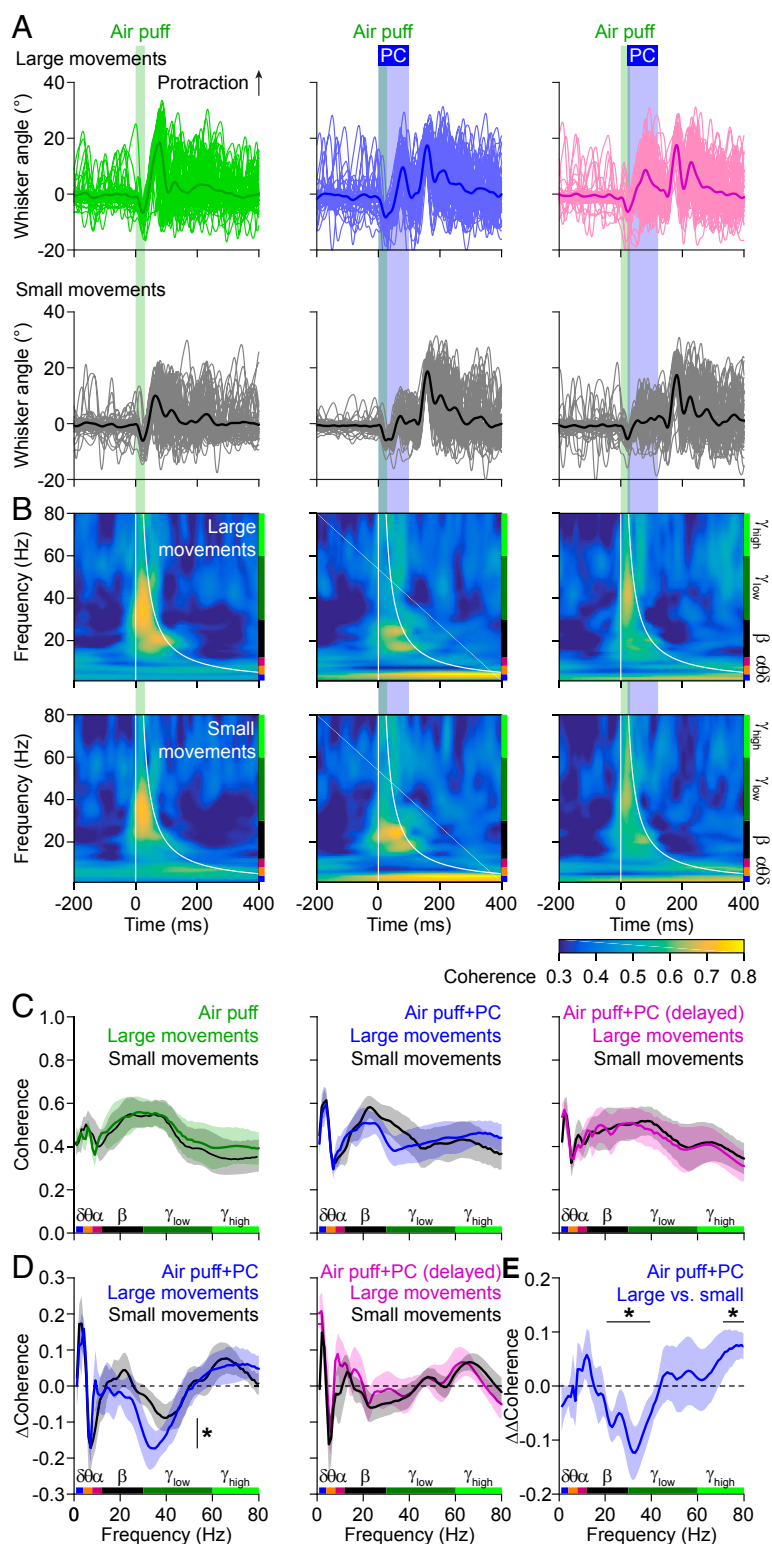 A
Air puff
Air puff
Large movements
PC
PC
Protraction
Whisker angle (°)
40
20
0
-20
Small movements
Whisker angle (°)
40
20
0
-20
B
Frequency (Hz)
80
60
40
20
Large
movements
γhigh
γlow
β
αθδ
Frequency (Hz)
80
60
40
20
Small
movements
γhigh
γlow
β
αθδ
-200 0 200 400
-200 0 200 400
-200 0 200 400
Time (ms)
Time (ms)
Time (ms)
Coherence 0.3 0.4 0.5 0.6 0.7 0.8
C
Coherence
1.0
0.8
0.6
0.4
0.2
0.0
Air puff
Large movements
Small movements
δθα β γlow γhigh
Air puff+PC
Large movements
Small movements
δθα β γlow γhigh
Air puff+PC (delayed)
Large movements
Small movements
δθα β γlow γhigh
D
ΔCoherence
0.3
0.2
0.1
0.0
-0.1
-0.2
-0.3
Air puff+PC
Large movements
Small movements
*
δθα β γlow γhigh
0 20 40 60 80
Frequency (Hz)
Air puff+PC (delayed)
Large movements
Small movements
δθα β γlow γhigh
0 20 40 60 80
Frequency (Hz)
E
ΔΔCoherence
0.2
0.1
0.0
-0.1
-0.2
Air puff+PC
Large vs. small
* *
δθα β γlow γhigh
0 20 40 60 80
Frequency (Hz)